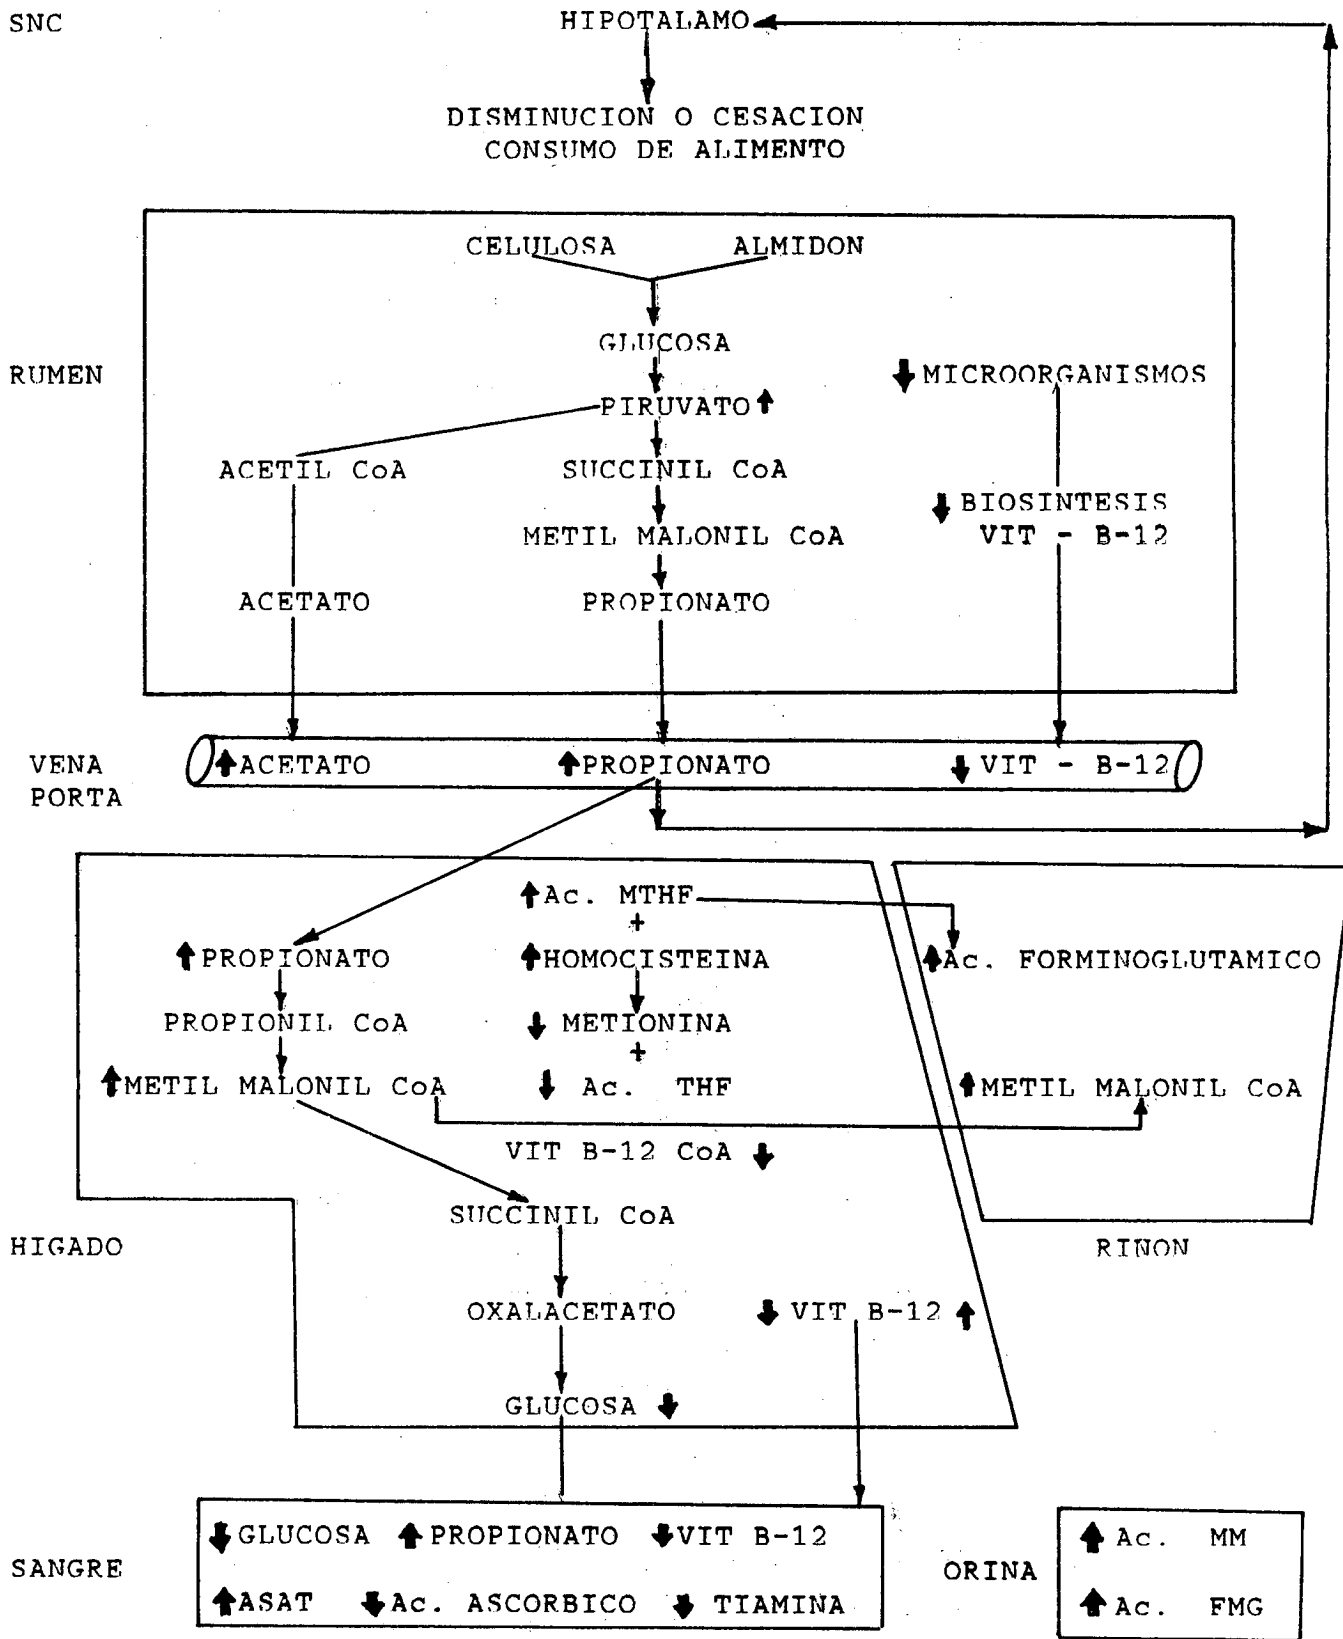 SNC
HIPOTALAMO
DISMINUCION O CESACION
CONSUMO DE ALIMENTO
CELULOSA ALMIDON
GLUCOSA
RUMEN
MICROORGANISMOS
PIRUVATO
ACETIL CoA SUCCINIL CoA
BIOSINTESIS
METIL MALONIL CoA VIT - B-12
ACETATO PROPIONATO
VENA
PORTA
ACETATO PROPIONATO VIT - B-12
Ac. MTHF
+
PROPIONATO HOMOCISTEINA Ac. FORMINOGLUTAMICO
PROPIONIL CoA METIONINA
+
METIL MALONIL CoA Ac. THF METIL MALONIL CoA
VIT B-12 CoA
SUCCINIL CoA
HIGADO RIÑON
OXALACETATO VIT B-12
GLUCOSA
GLUCOSA PROPIONATO VIT B-12 Ac. MM
SANGRE ORINA
ASAT Ac. ASCORBICO TIAMINA Ac. FMG